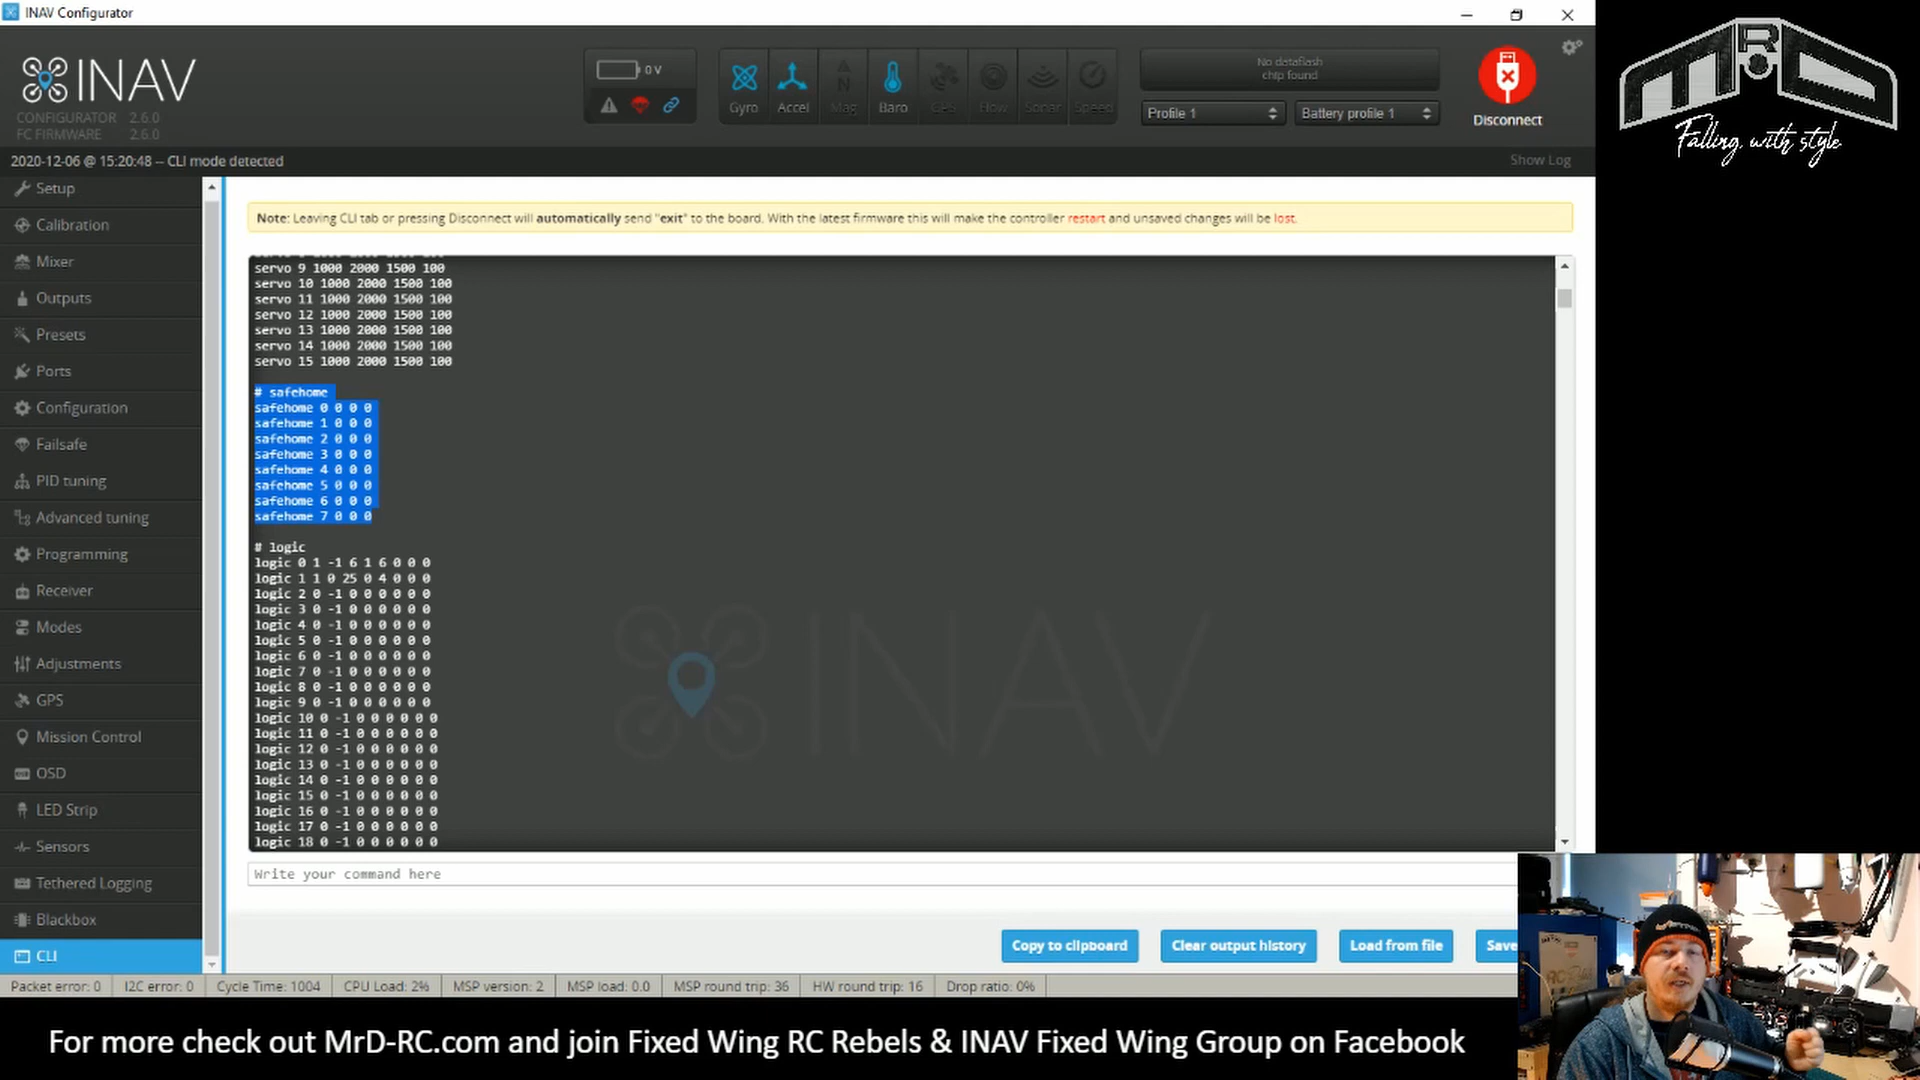 INAV Configurator
INAV
CONFIGURATOR 2.6.0
FC FIRMWARE 2.6.0
0 V
Gyro
Accel
Mag
Baro
GPS
Flow
Sonar
Speed
No dataflash
chip found
Profile 1
Battery profile 1
Disconnect
MRD
Falling with style
2020-12-06 @ 15:20:48 -- CLI mode detected
Show Log
Setup
Calibration
Mixer
Outputs
Presets
Ports
Configuration
Failsafe
PID tuning
Advanced tuning
Programming
Receiver
Modes
Adjustments
GPS
Mission Control
OSD
LED Strip
Sensors
Tethered Logging
Blackbox
CLI
Note: Leaving CLI tab or pressing Disconnect will automatically send "exit" to the board. With the latest firmware this will make the controller restart and unsaved changes will be lost.
servo 9 1000 2000 1500 100
servo 10 1000 2000 1500 100
servo 11 1000 2000 1500 100
servo 12 1000 2000 1500 100
servo 13 1000 2000 1500 100
servo 14 1000 2000 1500 100
servo 15 1000 2000 1500 100
# safehome
safehome 0 0 0 0
safehome 1 0 0 0
safehome 2 0 0 0
safehome 3 0 0 0
safehome 4 0 0 0
safehome 5 0 0 0
safehome 6 0 0 0
safehome 7 0 0 0
# logic
logic 0 1 -1 6 1 6 0 0 0
logic 1 1 0 25 0 4 0 0 0
logic 2 0 -1 0 0 0 0 0 0
logic 3 0 -1 0 0 0 0 0 0
logic 4 0 -1 0 0 0 0 0 0
logic 5 0 -1 0 0 0 0 0 0
logic 6 0 -1 0 0 0 0 0 0
logic 7 0 -1 0 0 0 0 0 0
logic 8 0 -1 0 0 0 0 0 0
logic 9 0 -1 0 0 0 0 0 0
logic 10 0 -1 0 0 0 0 0 0
logic 11 0 -1 0 0 0 0 0 0
logic 12 0 -1 0 0 0 0 0 0
logic 13 0 -1 0 0 0 0 0 0
logic 14 0 -1 0 0 0 0 0 0
logic 15 0 -1 0 0 0 0 0 0
logic 16 0 -1 0 0 0 0 0 0
logic 17 0 -1 0 0 0 0 0 0
logic 18 0 -1 0 0 0 0 0 0
INAV
Write your command here
Copy to clipboard
Clear output history
Load from file
Save
Packet error: 0
I2C error: 0
Cycle Time: 1004
CPU Load: 2%
MSP version: 2
MSP load: 0.0
MSP round trip: 36
HW round trip: 16
Drop ratio: 0%
For more check out MrD-RC.com and join Fixed Wing RC Rebels & INAV Fixed Wing Group on Facebook